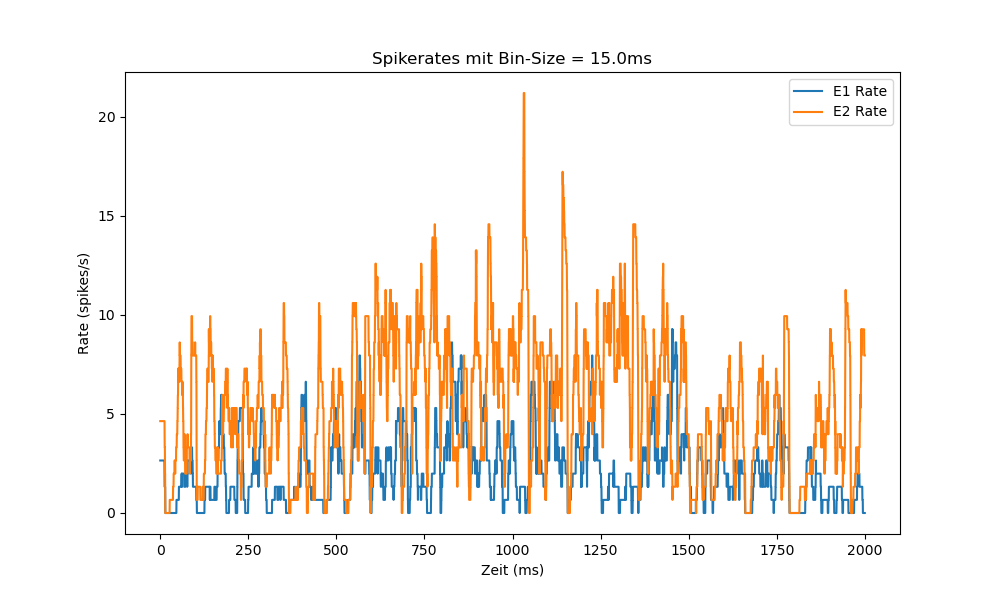 Spikerates mit Bin-Size = 15.0ms
E1 Rate
E2 Rate
20
15
10
5
0
Rate (spikes/s)
0 250 500 750 1000 1250 1500 1750 2000
Zeit (ms)